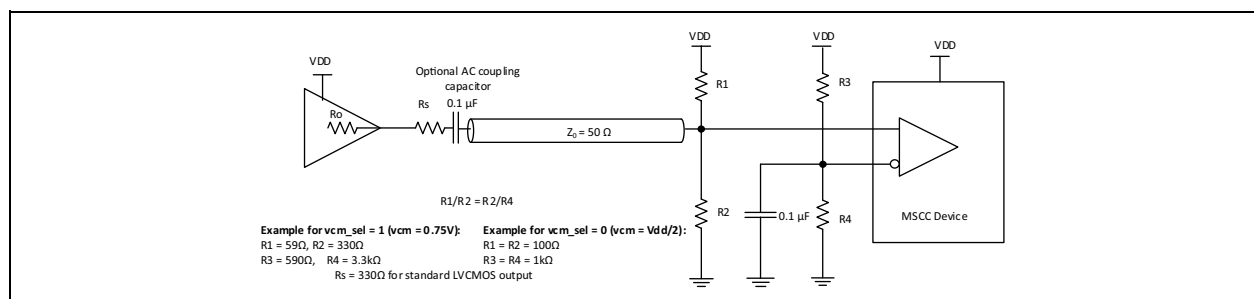 VDD
VDD
VDD
VDD
Optional AC coupling
capacitor
0.1 µF
Rs
Ro
R1
R3
Z₀ = 50 Ω
R1/R2 = R2/R4
R2
0.1 µF
R4
MSCC Device
Example for vcm_sel = 1 (vcm = 0.75V):
R1 = 59Ω, R2 = 330Ω
R3 = 590Ω, R4 = 3.3kΩ
Example for vcm_sel = 0 (vcm = Vdd/2):
R1 = R2 = 100Ω
R3 = R4 = 1kΩ
Rs = 330Ω for standard LVCMOS output